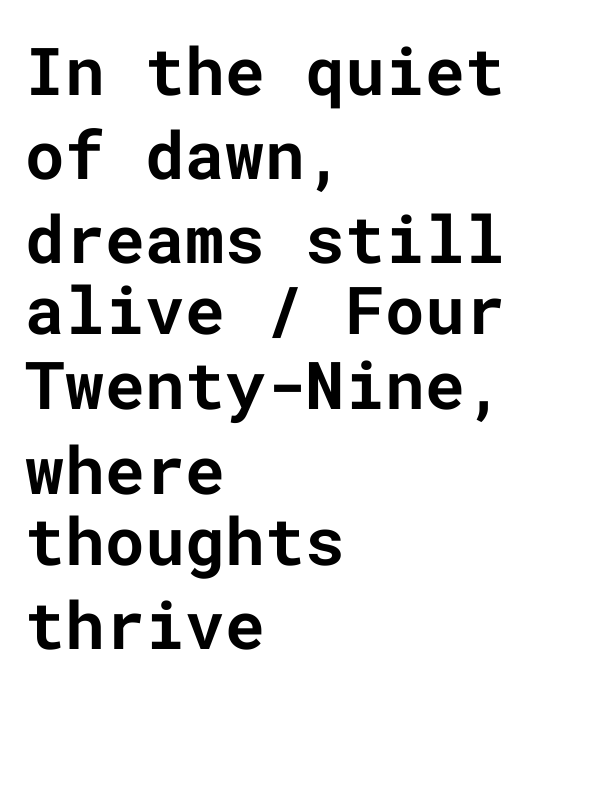 In the quiet
of dawn,
dreams still
alive / Four
Twenty-Nine,
where
thoughts
thrive